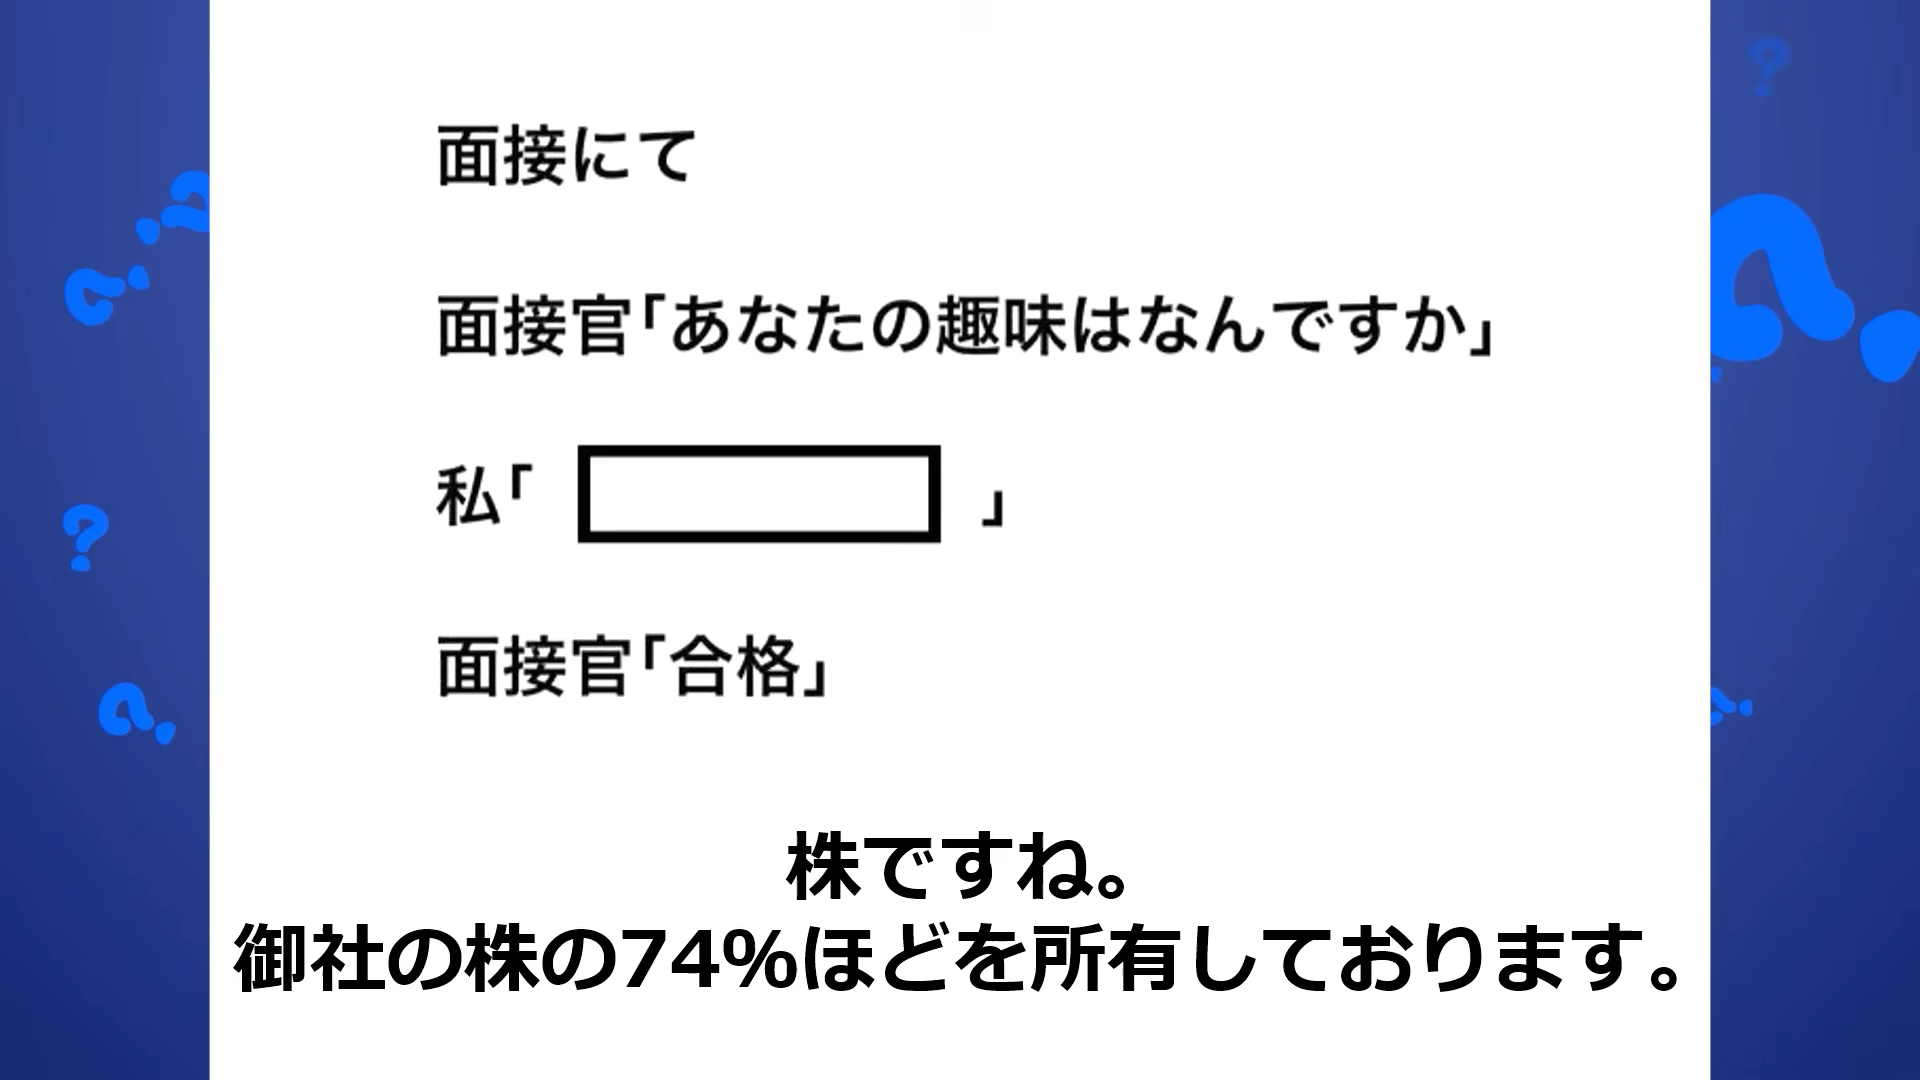 面接にて
面接官「あなたの趣味はなんですか」
私「 」
面接官「合格」
株ですね。
御社の株の74%ほどを所有しております。